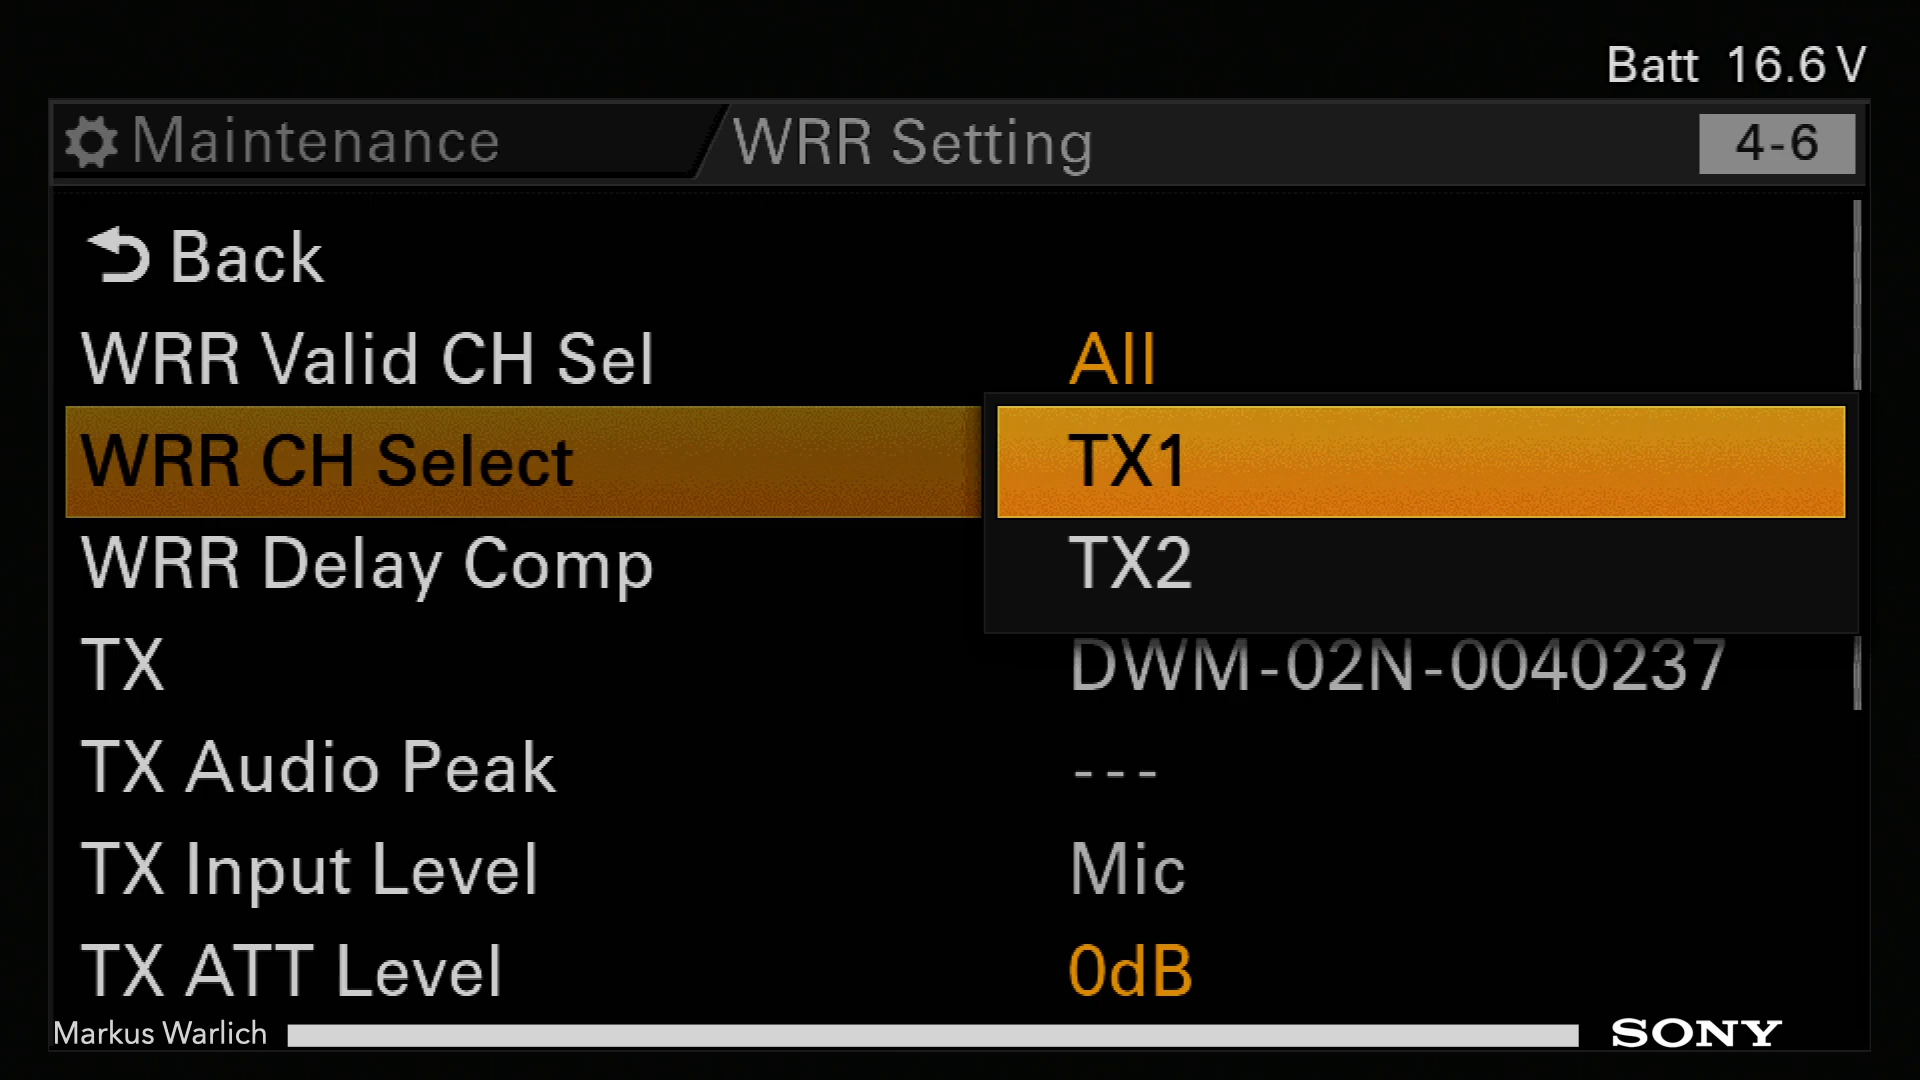 Batt 16.6 V
Maintenance WRR Setting 4-6
Back
WRR Valid CH Sel All
WRR CH Select TX1
WRR Delay Comp TX2
TX DWM-02N-0040237
TX Audio Peak ---
TX Input Level Mic
TX ATT Level 0dB
Markus Warlich SONY